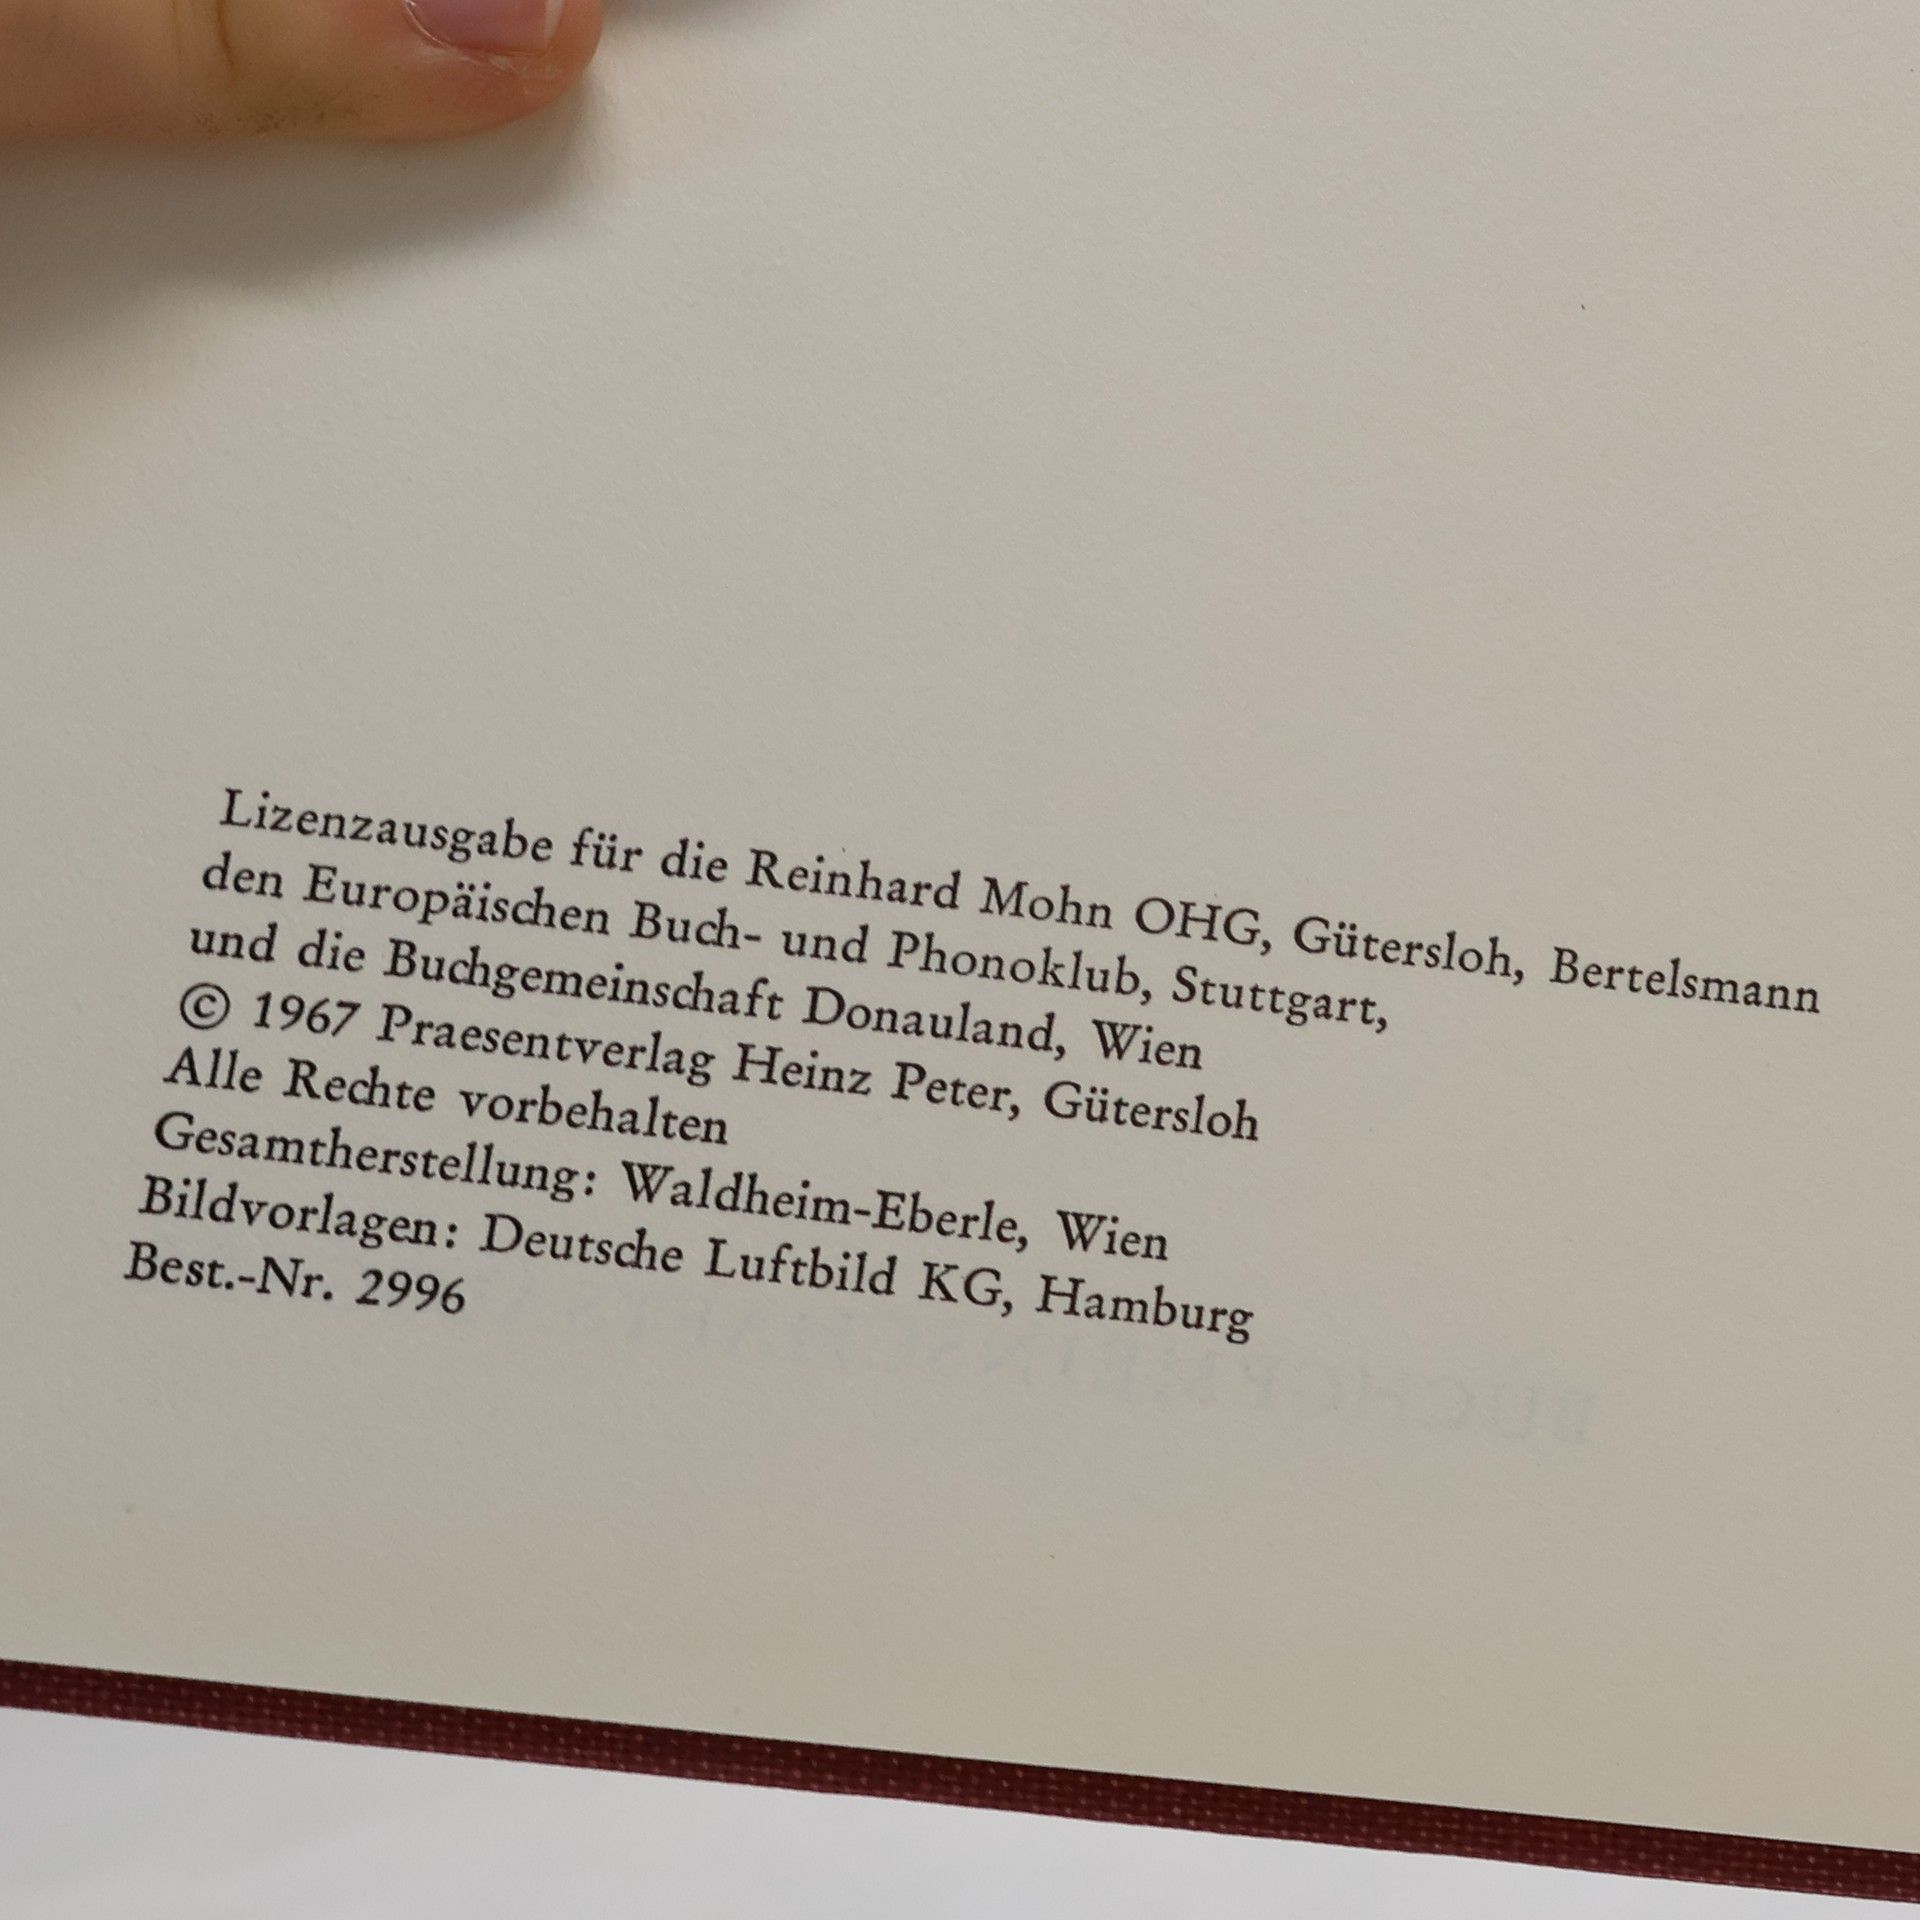 Lizenzausgabe für die Reinhard Mohn OHG, Gütersloh, Bertelsmann
den Europäischen Buch- und Phonoklub, Stuttgart,
und die Buchgemeinschaft Donauland, Wien
© 1967 Praesentverlag Heinz Peter, Gütersloh
Alle Rechte vorbehalten
Gesamtherstellung: Waldheim-Eberle, Wien
Bildvorlagen: Deutsche Luftbild KG, Hamburg
Best.-Nr. 2996